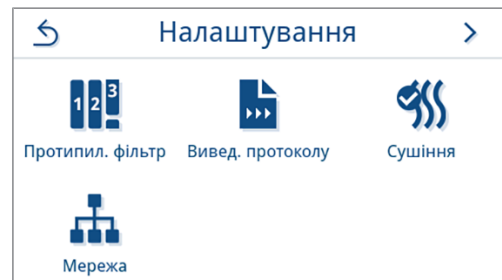 Налаштування
1 2 3
Протипил. фільтр Вивед. протоколу Сушіння
Мережа